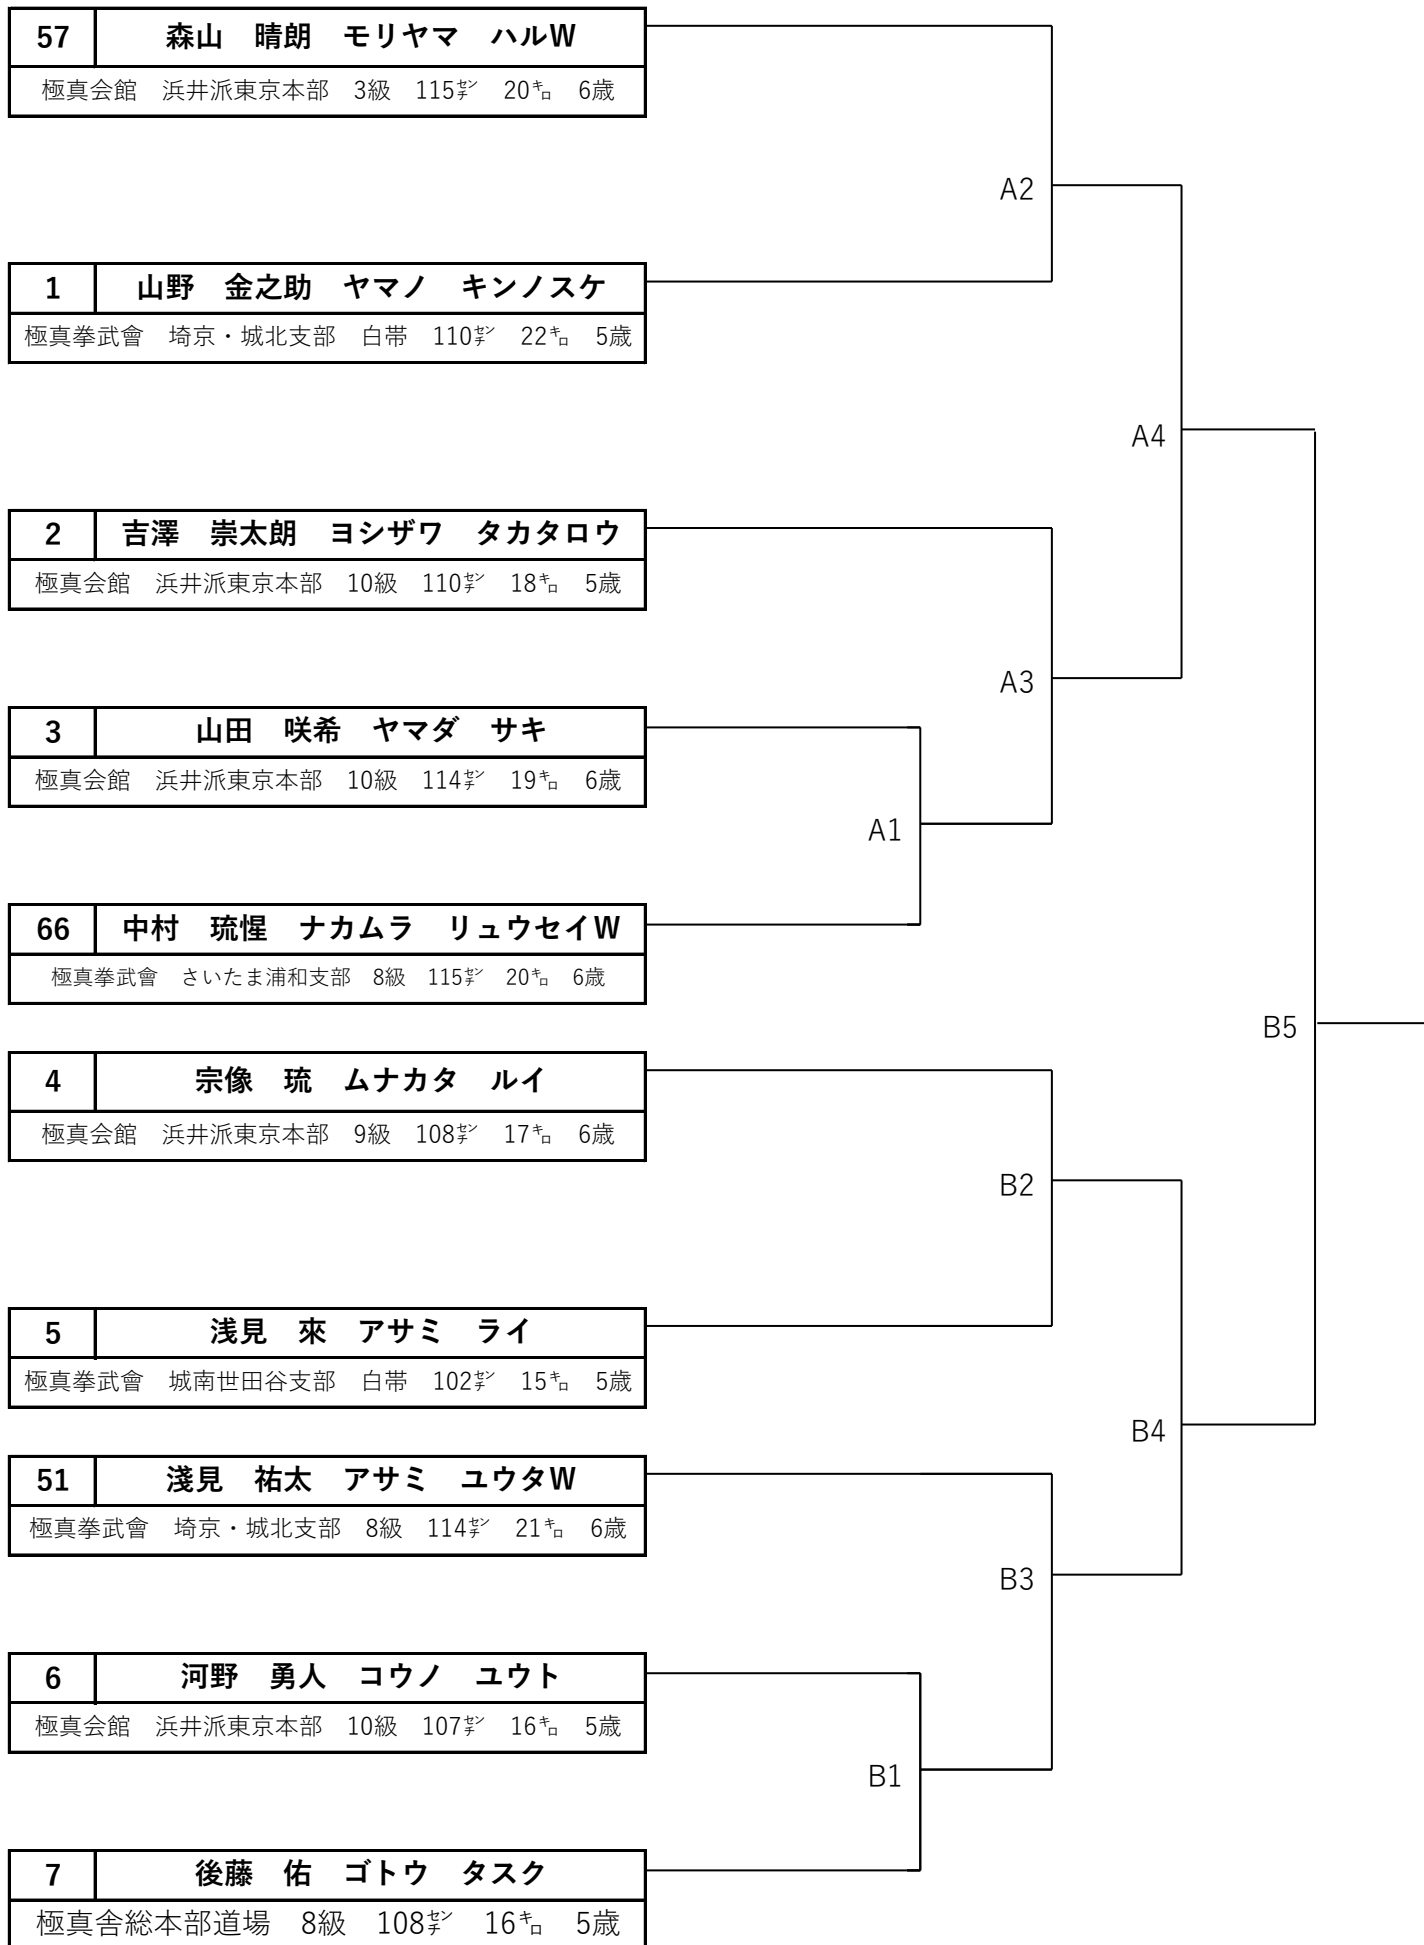 57 森山　晴朗　モリヤマ　ハルW
極真会館　浜井派東京本部　3級　115㌢　20㌔　6歳
A2
1 山野　金之助　ヤマノ　キンノスケ
極真拳武會　埼京・城北支部　白帯　110㌢　22㌔　5歳
A4
2 吉澤　崇太朗　ヨシザワ　タカタロウ
極真会館　浜井派東京本部　10級　110㌢　18㌔　5歳
A3
3 山田　咲希　ヤマダ　サキ
極真会館　浜井派東京本部　10級　114㌢　19㌔　6歳
A1
66 中村　琉惺　ナカムラ　リュウセイW
極真拳武會　さいたま浦和支部　8級　115㌢　20㌔　6歳
B5
4 宗像　琉　ムナカタ　ルイ
極真会館　浜井派東京本部　9級　108㌢　17㌔　6歳
B2
5 浅見　來　アサミ　ライ
極真拳武會　城南世田谷支部　白帯　102㌢　15㌔　5歳
B4
51 淺見　祐太　アサミ　ユウタW
極真拳武會　埼京・城北支部　8級　114㌢　21㌔　6歳
B3
6 河野　勇人　コウノ　ユウト
極真会館　浜井派東京本部　10級　107㌢　16㌔　5歳
B1
7 後藤　佑　ゴトウ　タスク
極真舎総本部道場　8級　108㌢　16㌔　5歳